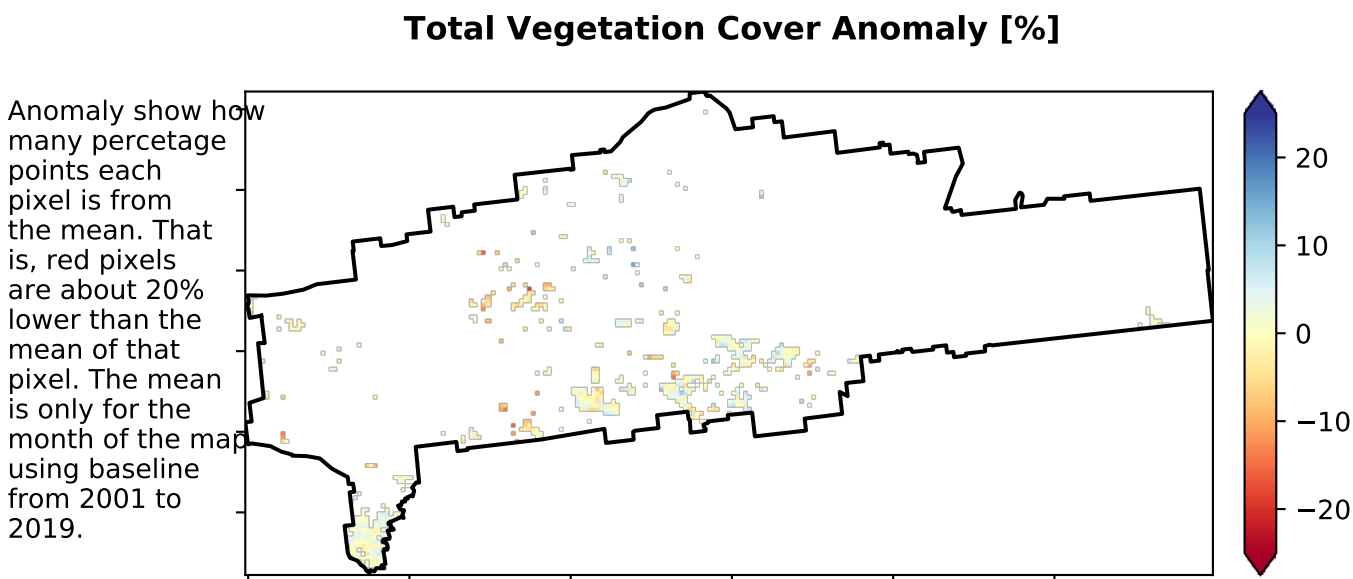 Total Vegetation Cover Anomaly [%]
Anomaly show how
many percetage
points each
pixel is from
the mean. That
is, red pixels
are about 20%
lower than the
mean of that
pixel. The mean
is only for the
month of the map
using baseline
from 2001 to
2019.
20
10
0
−10
−20